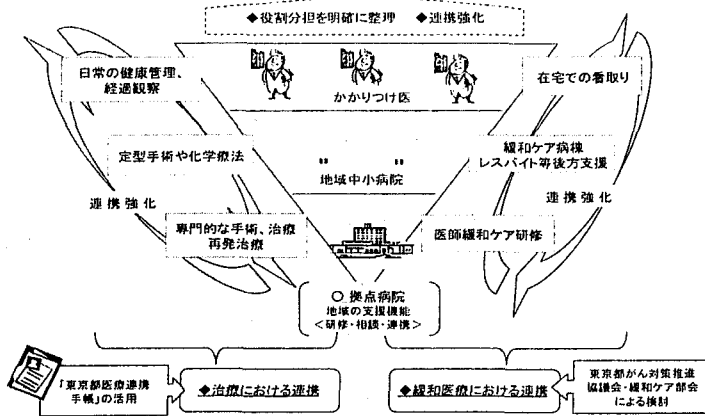 ◆役割分担を明確に整理　◆連携強化
日常の健康管理、
経過観察
在宅での看取り
かかりつけ医
定型手術や化学療法
緩和ケア病棟
レスパイト等後方支援
地域中小病院
連携強化
連携強化
専門的な手術、治療
再発治療
医師緩和ケア研修
○ 拠点病院
地域の支援機能
<研修・相談・連携>
「東京都医療連携
手帳」の活用
◆治療における連携
◆緩和医療における連携
東京都がん対策推進
協議会・緩和ケア部会
による検討